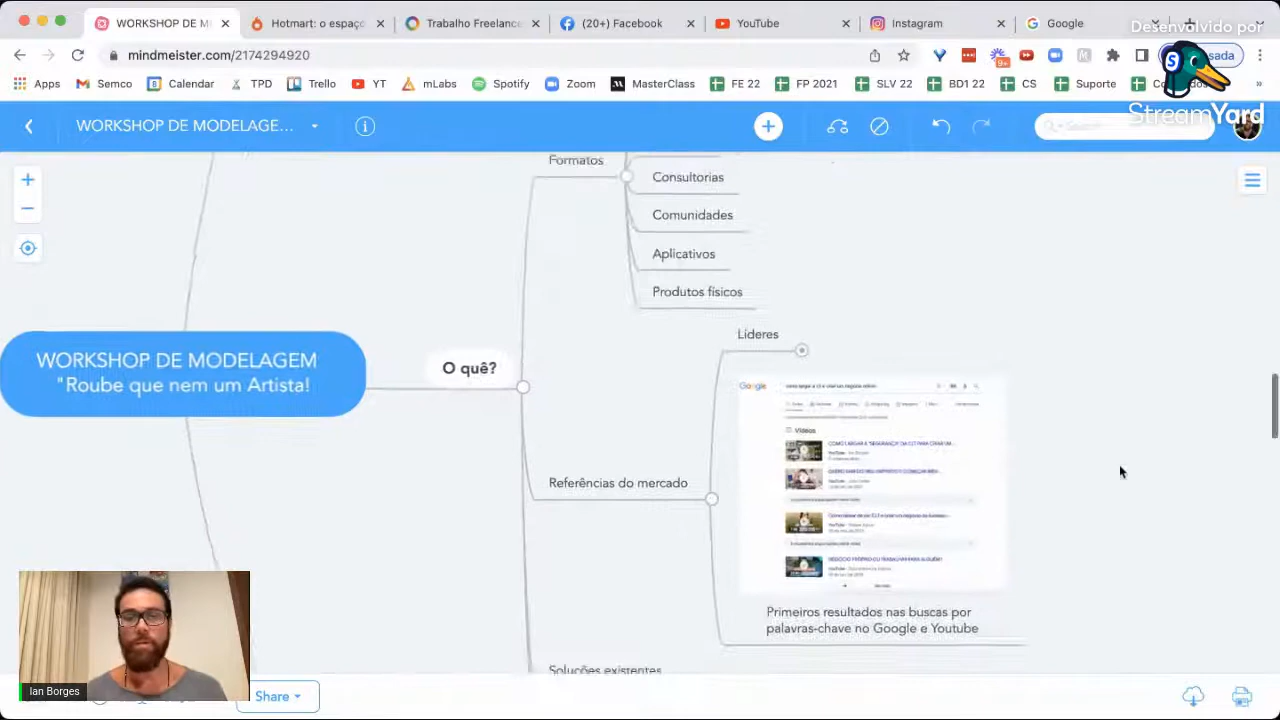 WORKSHOP DE ME
Hotmart: o espaço
Trabalho Freelance
(20+) Facebook
YouTube
Instagram
Google
Desenvolvido por
mindmeister.com/2174294920
Apps
Semco
Calendar
TPD
Trello
YT
mLabs
Spotify
Zoom
MasterClass
FE 22
FP 2021
SLV 22
BD1 22
CS
Suporte
StreamYard
WORKSHOP DE MODELAGE...
Formatos
Consultorias
Comunidades
Aplicativos
Produtos físicos
Líderes
WORKSHOP DE MODELAGEM
"Roube que nem um Artista!
O quê?
Google
Vídeos
Referências do mercado
Primeiros resultados nas buscas por
palavras-chave no Google e Youtube
Soluções existentes
Ian Borges
Share